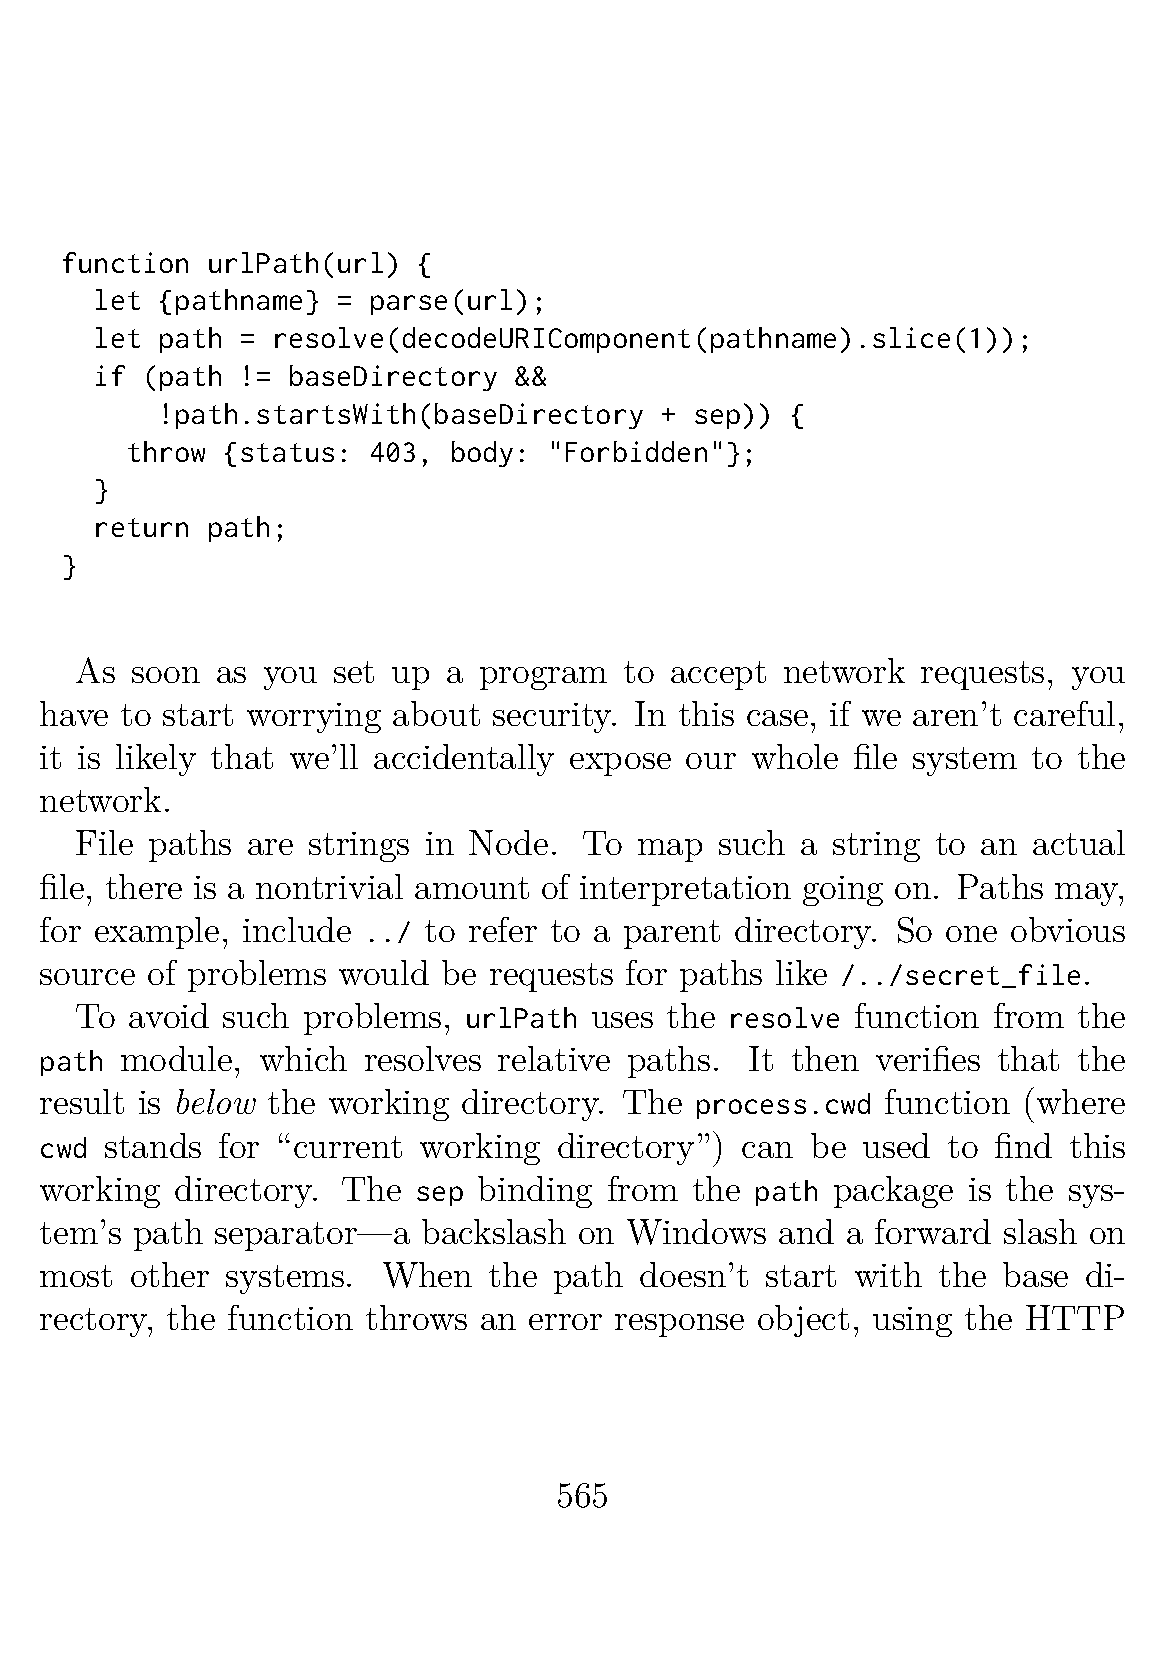 function urlPath(url) {
  let {pathname} = parse(url);
  let path = resolve(decodeURIComponent(pathname).slice(1));
  if (path != baseDirectory &&
      !path.startsWith(baseDirectory + sep)) {
    throw {status: 403, body: "Forbidden"};
  }
  return path;
}
As soon as you set up a program to accept network requests, you
have to start worrying about security. In this case, if we aren't careful,
it is likely that we'll accidentally expose our whole file system to the
network.
File paths are strings in Node. To map such a string to an actual
file, there is a nontrivial amount of interpretation going on. Paths may,
for example, include ../ to refer to a parent directory. So one obvious
source of problems would be requests for paths like /../secret_file.
To avoid such problems, urlPath uses the resolve function from the
path module, which resolves relative paths. It then verifies that the
result is below the working directory. The process.cwd function (where
cwd stands for “current working directory”) can be used to find this
working directory. The sep binding from the path package is the sys-
tem's path separator—a backslash on Windows and a forward slash on
most other systems. When the path doesn't start with the base di-
rectory, the function throws an error response object, using the HTTP
565